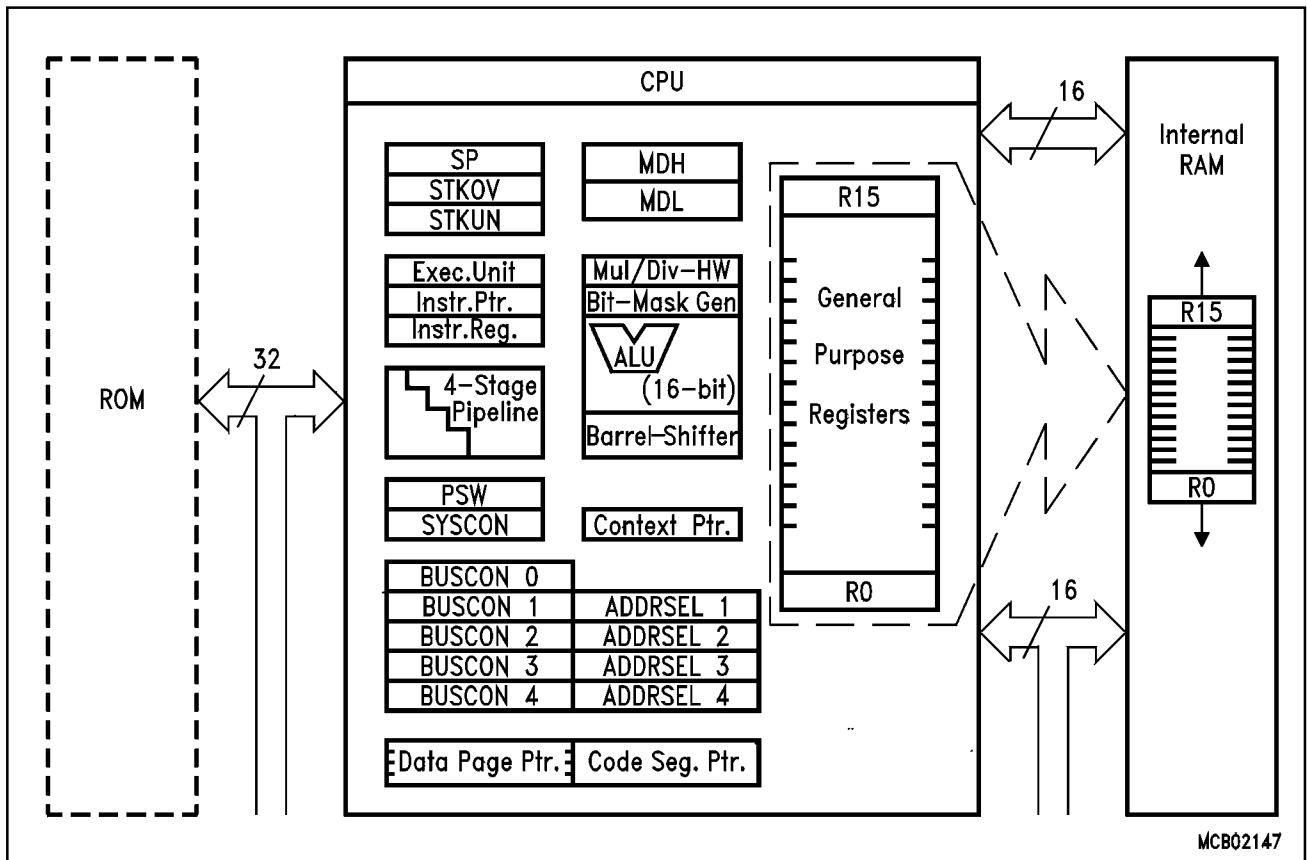 CPU
ROM
32
SP
STKOV
STKUN
Exec.Unit
Instr.Ptr.
Instr.Reg.
4-Stage
Pipeline
PSW
SYSCON
BUSCON 0
BUSCON 1
BUSCON 2
BUSCON 3
BUSCON 4
ADDRSEL 1
ADDRSEL 2
ADDRSEL 3
ADDRSEL 4
Data Page Ptr.
Code Seg. Ptr.
MDH
MDL
Mul/Div-HW
Bit-Mask Gen
ALU
(16-bit)
Barrel-Shifter
Context Ptr.
R15
General
Purpose
Registers
R0
16
16
Internal
RAM
R15
R0
MCB02147